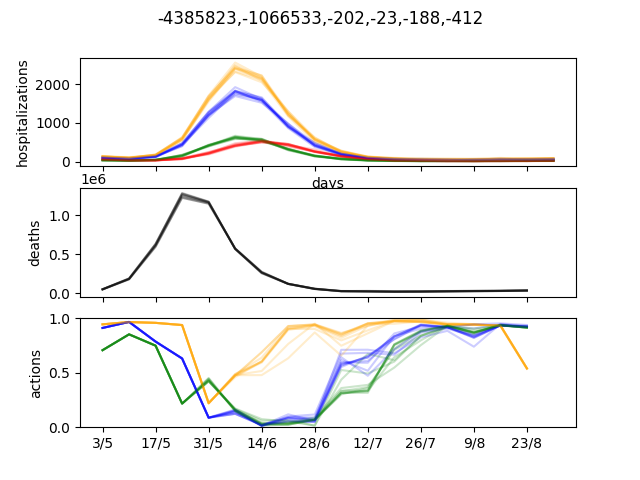 -4385823,-1066533,-202,-23,-188,-412
hospitalizations
2000
1000
0
days
1e6
deaths
1.0
0.5
0.0
actions
1.0
0.5
0.0
3/5 17/5 31/5 14/6 28/6 12/7 26/7 9/8 23/8